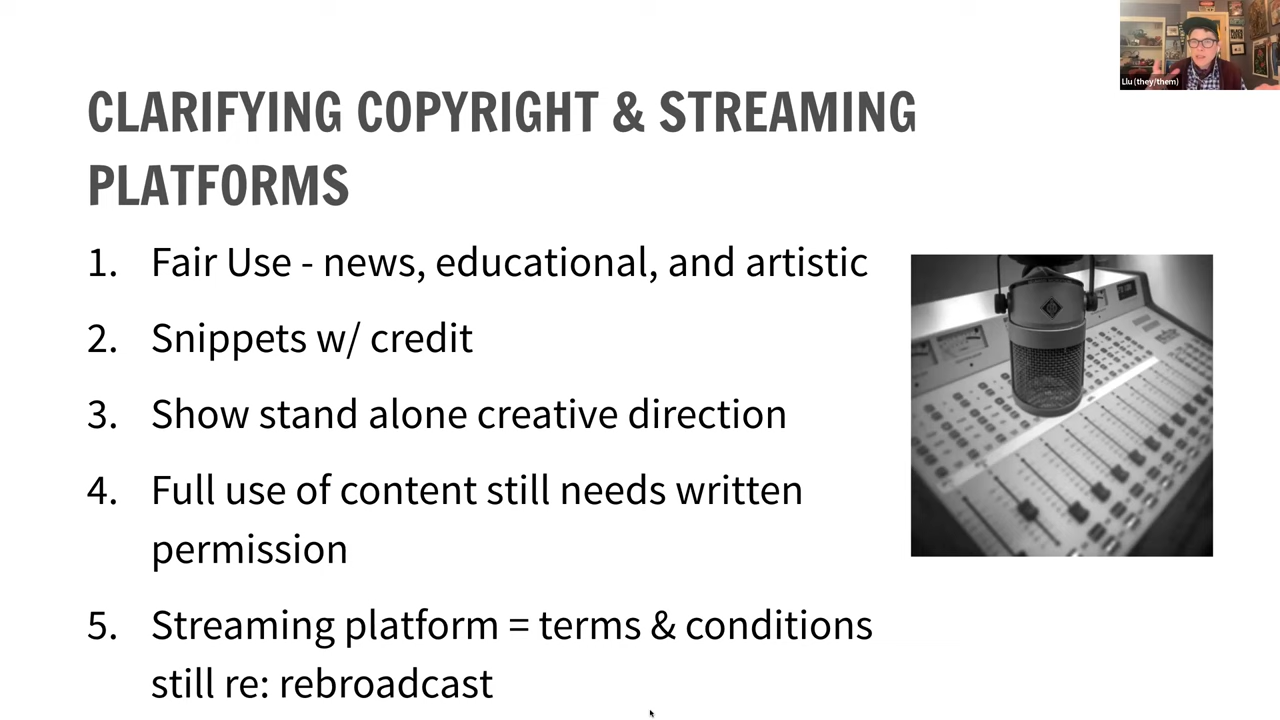 Llu (they/them)
CLARIFYING COPYRIGHT & STREAMING
PLATFORMS
1. Fair Use - news, educational, and artistic
2. Snippets w/ credit
3. Show stand alone creative direction
4. Full use of content still needs written
permission
5. Streaming platform = terms & conditions
still re: rebroadcast